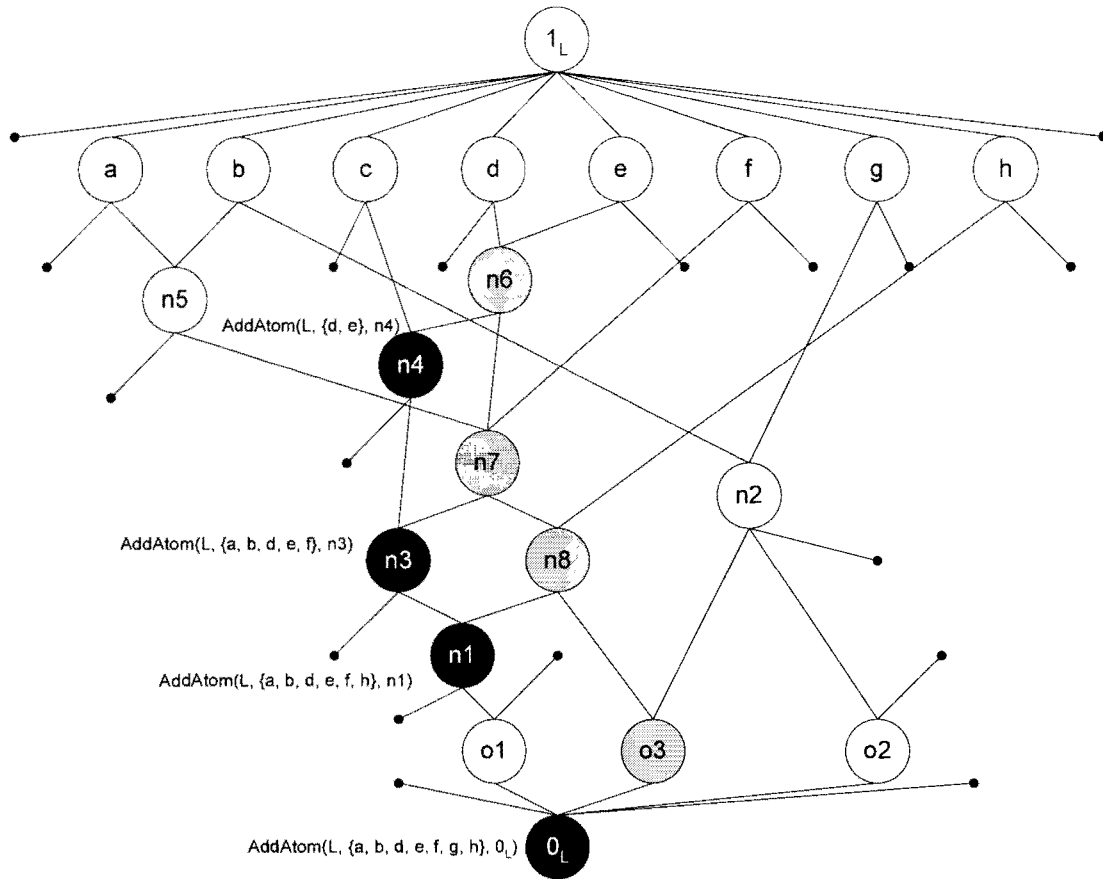 1L
a b c d e f g h
n6
n5
AddAtom(L, {d, e}, n4)
n4
n7
n2
AddAtom(L, {a, b, d, e, f}, n3)
n3 n8
n1
AddAtom(L, {a, b, d, e, f, h}, n1)
o1 o3 o2
AddAtom(L, {a, b, d, e, f, g, h}, 0L)
0L